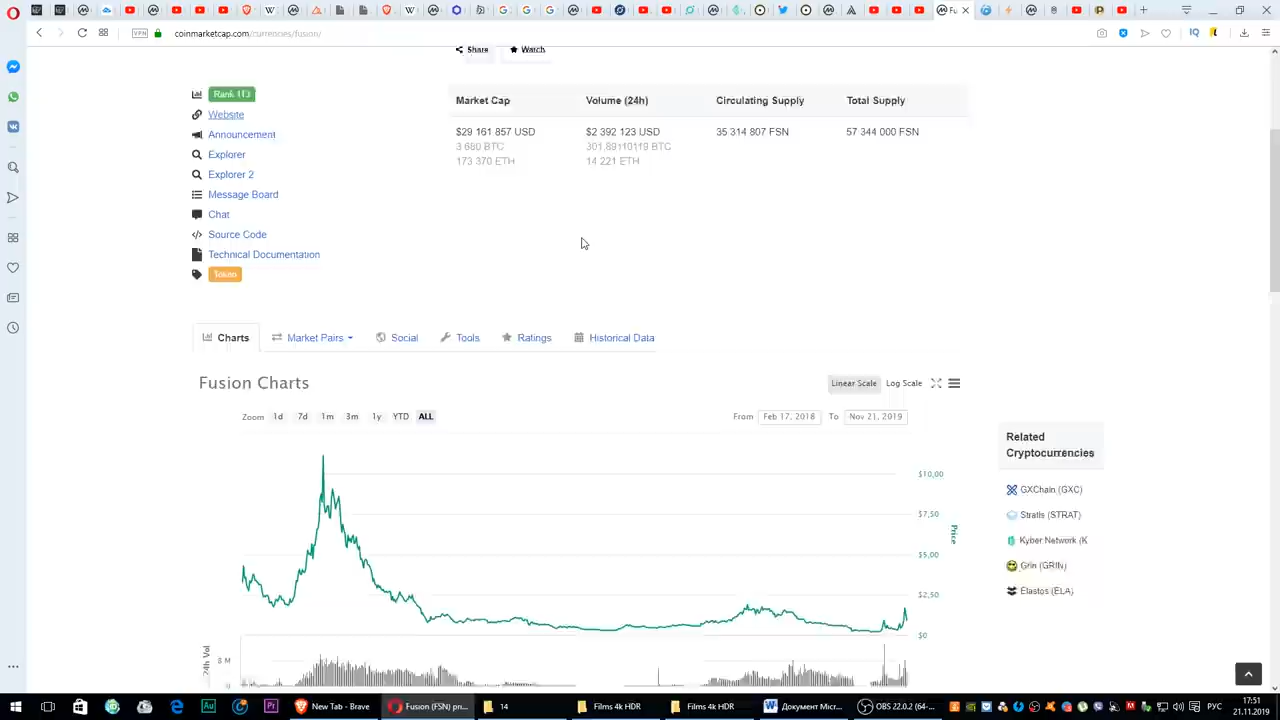 Fu
VPN
coinmarketcap.com/currencies/fusion/
IQ
Share
Watch
Rank 113
Website
Announcement
Explorer
Explorer 2
Message Board
Chat
Source Code
Technical Documentation
Token
Market Cap
Volume (24h)
Circulating Supply
Total Supply
$29 161 857 USD
$2 392 123 USD
35 314 807 FSN
57 344 000 FSN
3 680 BTC
173 370 ETH
14 221 ETH
Charts
Market Pairs
Social
Tools
Ratings
Historical Data
Fusion Charts
Linear Scale
Log Scale
Zoom 1d 7d 1m 3m 1y YTD ALL
From Feb 17, 2018 To Nov 21, 2019
$10,00
$7,50
$5,00
$2,50
$0
Price
24h Vol
8 M
0
Related
Cryptocurrencies
GXChain (GXC)
Stratis (STRAT)
Kyber Network (K
Grin (GRIN)
Elastos (ELA)
Au
Pr
New Tab - Brave
Fusion (FSN) pri...
14
Films 4k HDR
Films 4k HDR
Документ Micr...
OBS 22.0.2 (64-...
РУС
17:51
21.11.2019